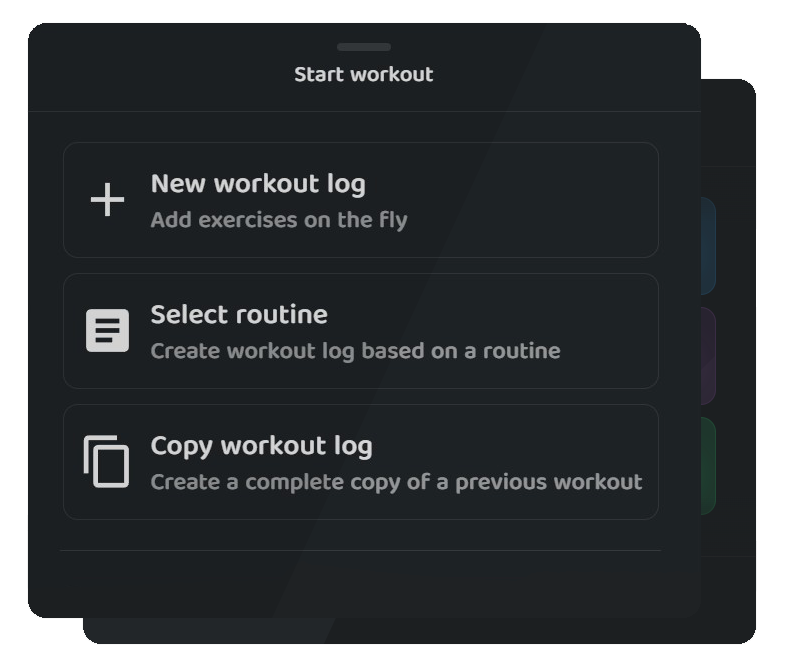 Start workout
New workout log
Add exercises on the fly
Select routine
Create workout log based on a routine
Copy workout log
Create a complete copy of a previous workout